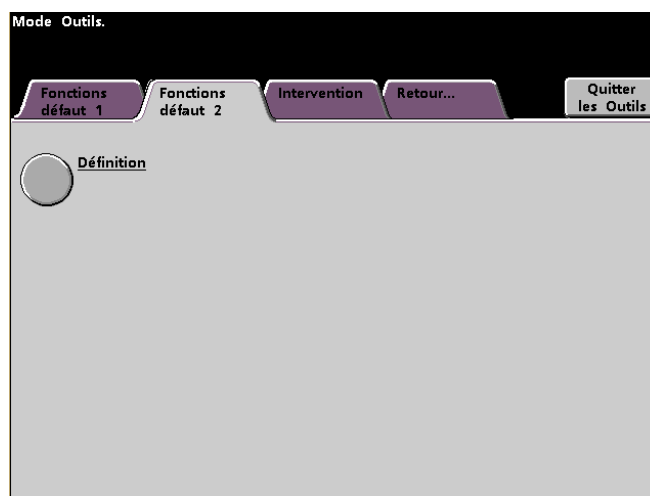 Mode Outils.
Fonctions
défaut 1
Fonctions
défaut 2
Intervention
Retour...
Quitter
les Outils
Définition